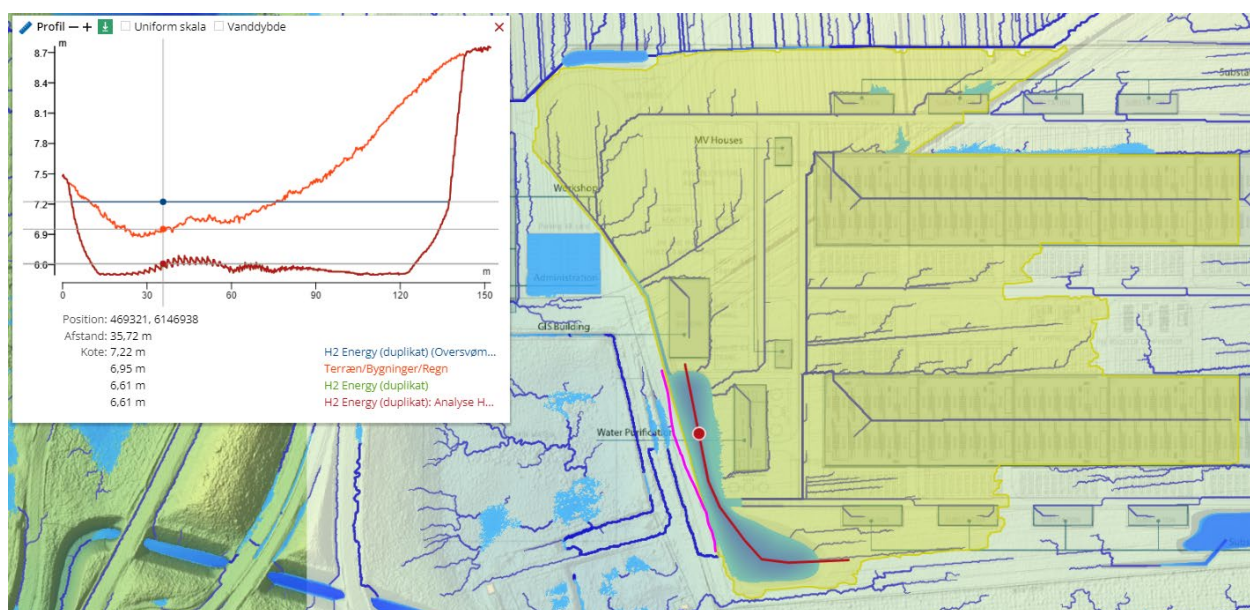 Profil − + Uniform skala Vanddybde
m
8.7
8.4
8.1
7.8
7.5
7.2
6.9
6.6
m
0 30 60 90 120 150
Position: 469321, 6146938
Afstand: 35,72 m
Kote: 7,22 m H2 Energy (duplikat) (Oversvøm...
6,95 m Terræn/Bygninger/Regn
6,61 m H2 Energy (duplikat)
6,61 m H2 Energy (duplikat): Analyse H...
MV Houses
Workshop
Administration
GIS Building
Water Purificati